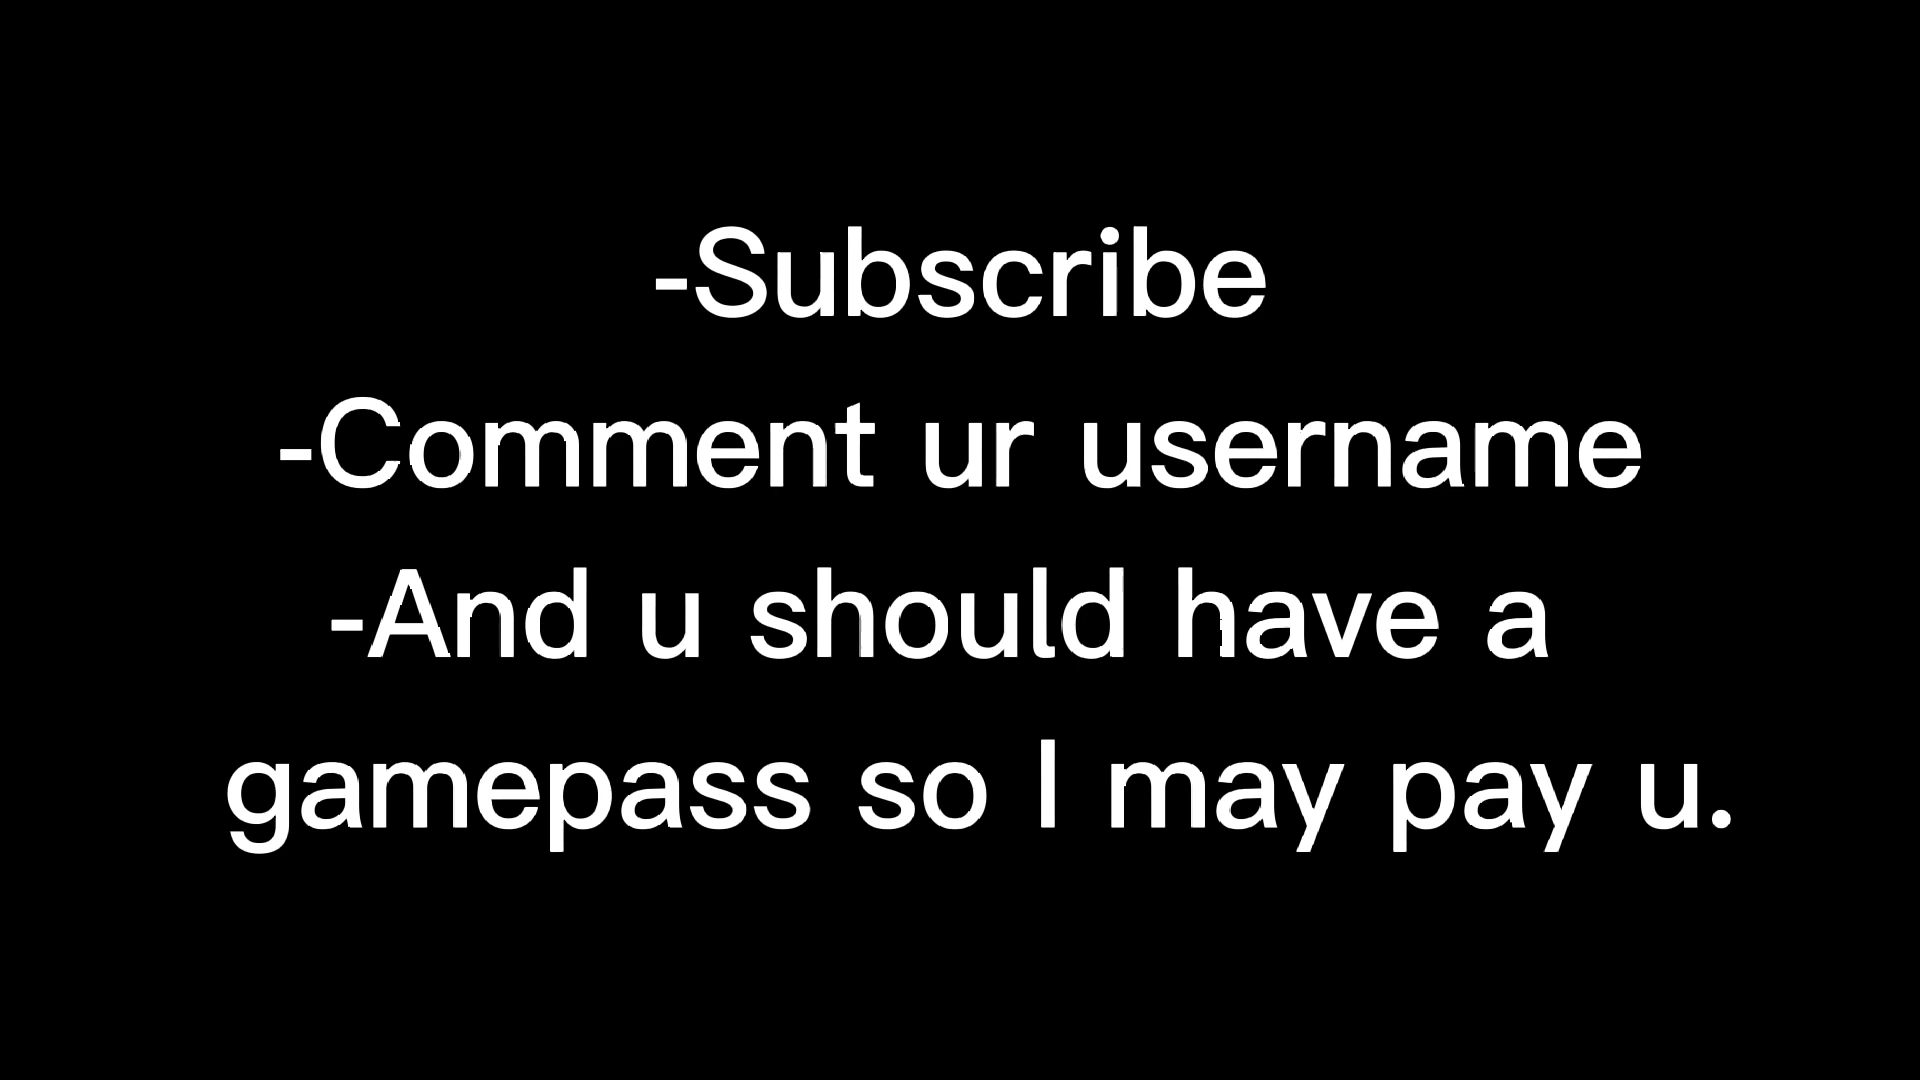 -Subscribe
-Comment ur username
-And u should have a
gamepass so I may pay u.